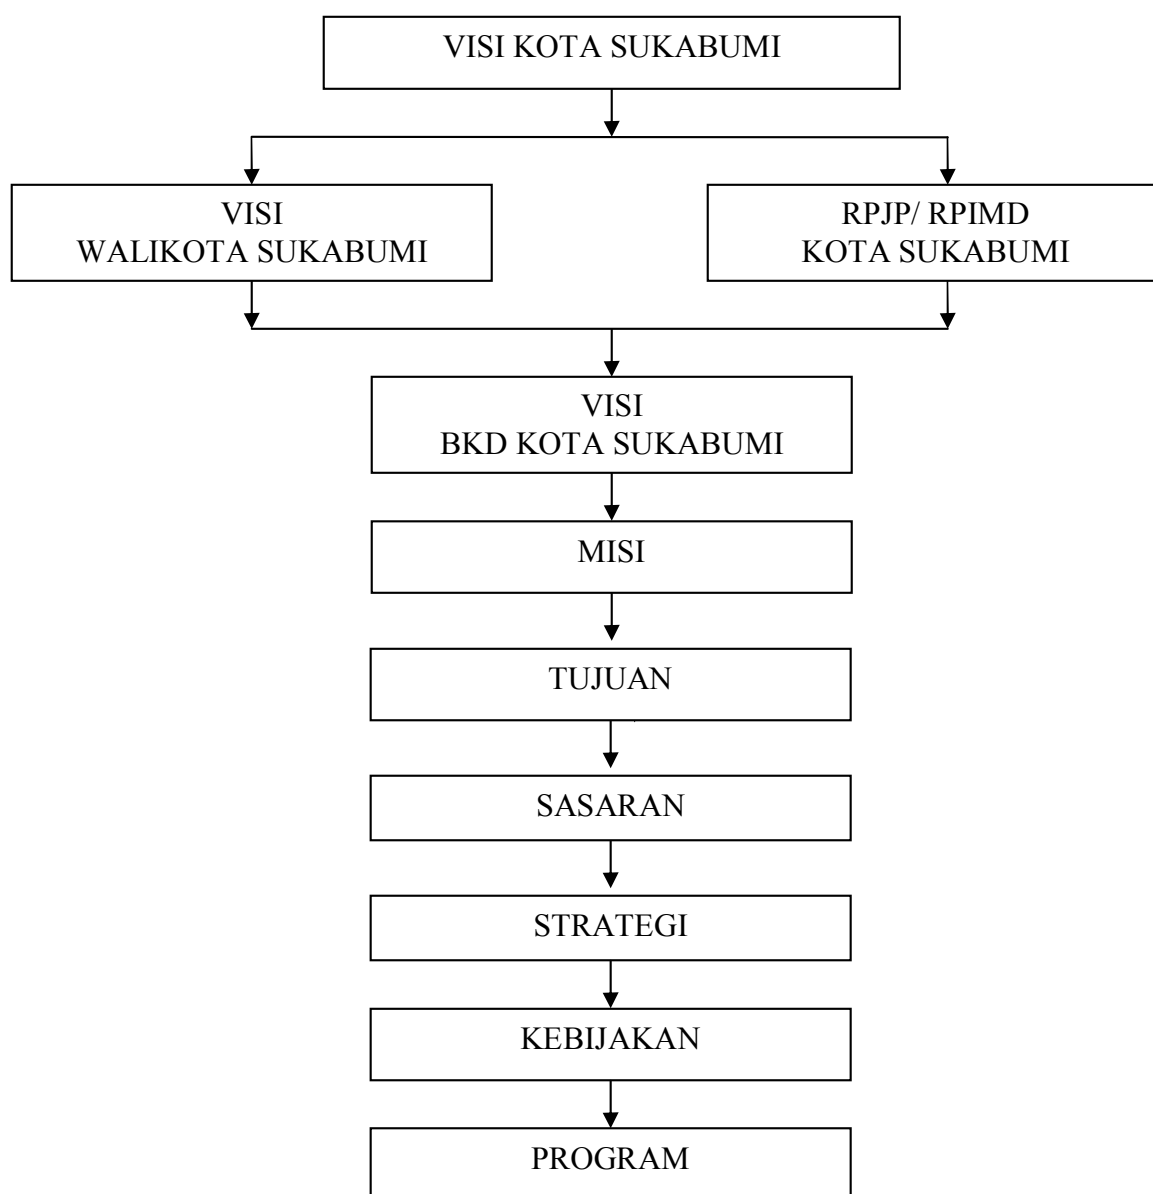 VISI KOTA SUKABUMI
VISI
WALIKOTA SUKABUMI
RPJP/ RPIMD
KOTA SUKABUMI
VISI
BKD KOTA SUKABUMI
MISI
TUJUAN
SASARAN
STRATEGI
KEBIJAKAN
PROGRAM